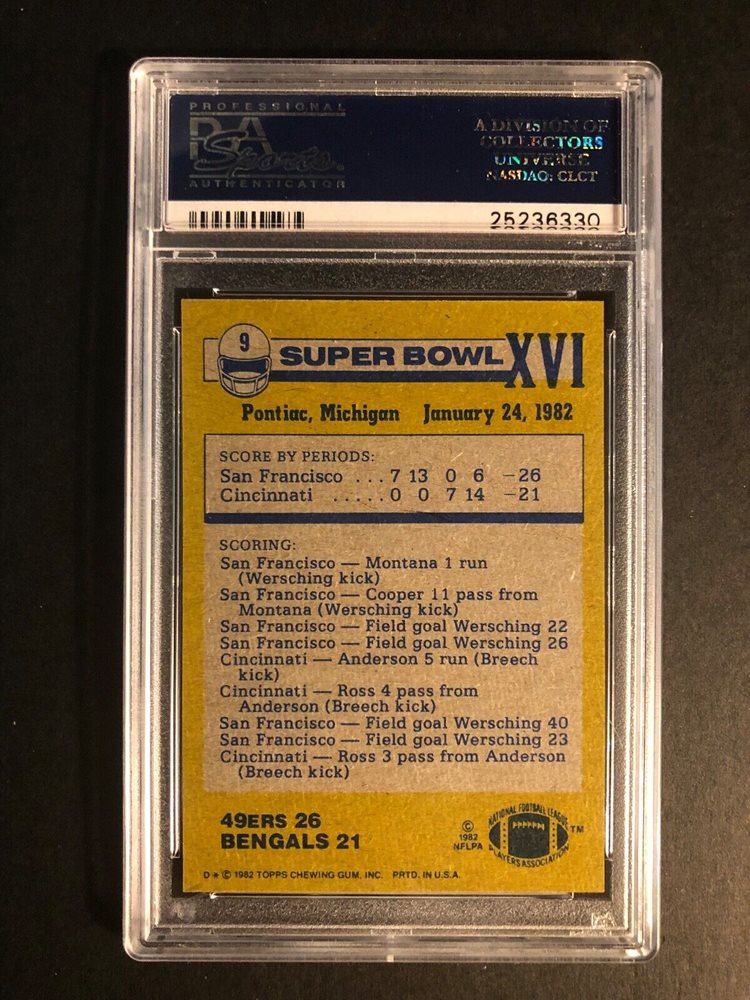 PROFESSIONAL
PSA
Sports
AUTHENTICATOR
A DIVISION OF
COLLECTORS
UNIVERSE
NASDAQ: CLCT
25236330
9
SUPER BOWL XVI
Pontiac, Michigan January 24, 1982
SCORE BY PERIODS:
San Francisco ... 7 13 0 6 –26
Cincinnati ..... 0 0 7 14 –21
SCORING:
San Francisco — Montana 1 run
(Wersching kick)
San Francisco — Cooper 11 pass from
Montana (Wersching kick)
San Francisco — Field goal Wersching 22
San Francisco — Field goal Wersching 26
Cincinnati — Anderson 5 run (Breech
kick)
Cincinnati — Ross 4 pass from
Anderson (Breech kick)
San Francisco — Field goal Wersching 40
San Francisco — Field goal Wersching 23
Cincinnati — Ross 3 pass from Anderson
(Breech kick)
49ERS 26
BENGALS 21
©
1982
NFLPA
NATIONAL FOOTBALL LEAGUE
PLAYERS ASSOCIATION
TM
D * © 1982 TOPPS CHEWING GUM, INC. PRTD. IN U.S.A.